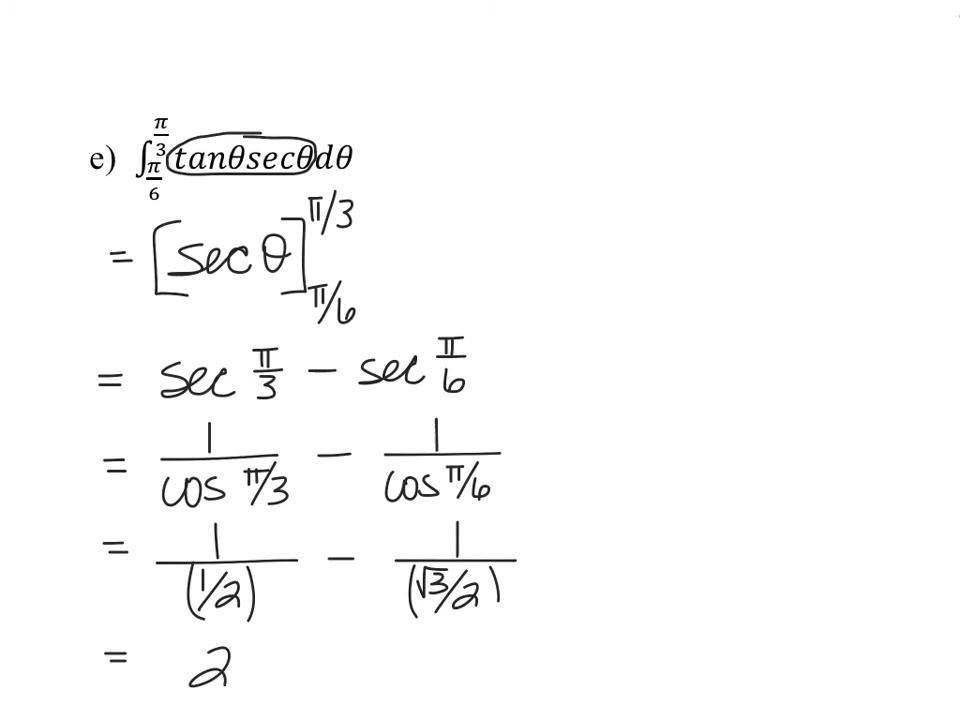 e) ∫_{π/6}^{π/3} tanθsecθdθ
= [sec θ]_{π/6}^{π/3}
= sec π/3 − sec π/6
= 1/(cos π/3) − 1/(cos π/6)
= 1/(1/2) − 1/(√3/2)
= 2